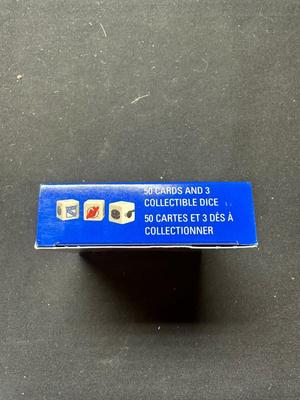 50 CARDS AND 3
COLLECTIBLE DICE
50 CARTES ET 3 DÉS À
COLLECTIONNER